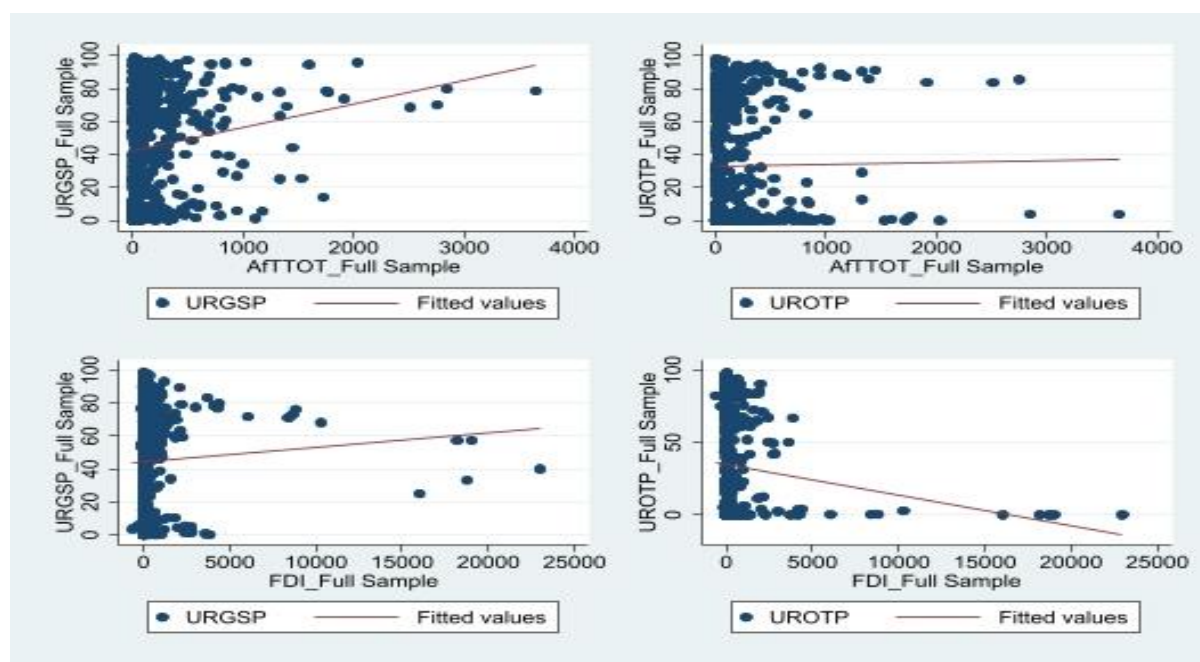 URGSP_Full Sample
0 20 40 60 80 100
0 1000 2000 3000 4000
AfTTOT_Full Sample
URGSP Fitted values
UROTP_Full Sample
0 20 40 60 80 100
0 1000 2000 3000 4000
AfTTOT_Full Sample
UROTP Fitted values
URGSP_Full Sample
0 20 40 60 80 100
0 5000 10000 15000 20000 25000
FDI_Full Sample
URGSP Fitted values
UROTP_Full Sample
0 50 100
0 5000 10000 15000 20000 25000
FDI_Full Sample
UROTP Fitted values